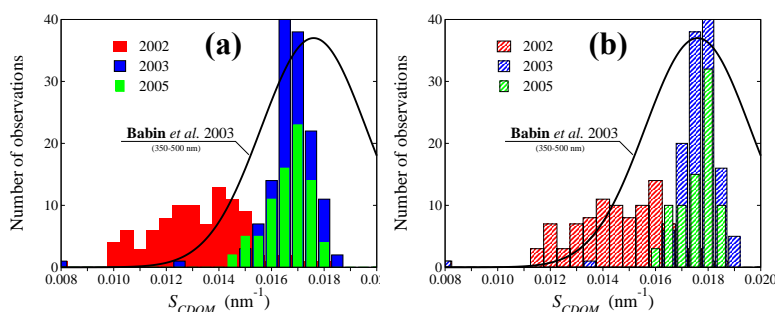 40
30
20
10
0
Number of observations
(a)
2002
2003
2005
Babin et al. 2003
(350-500 nm)
0.008 0.010 0.012 0.014 0.016 0.018
S_CDOM (nm⁻¹)
40
30
20
10
0
Number of observations
(b)
2002
2003
2005
Babin et al. 2003
(350-500 nm)
0.008 0.010 0.012 0.014 0.016 0.018 0.020
S_CDOM (nm⁻¹)